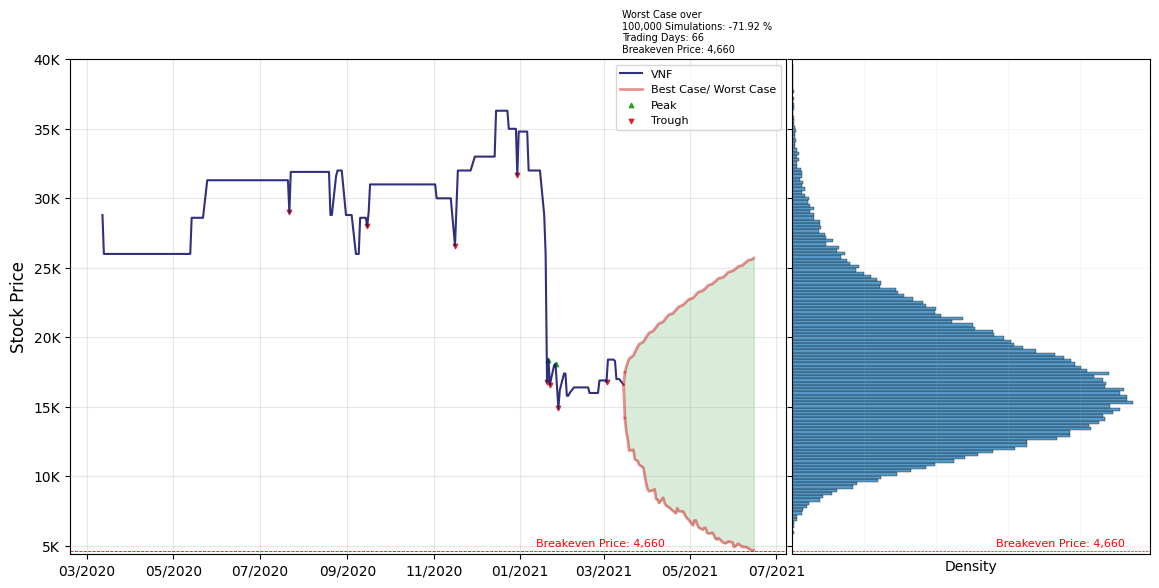 Worst Case over
100,000 Simulations: -71.92 %
Trading Days: 66
Breakeven Price: 4,660
40K
35K
30K
25K
20K
15K
10K
5K
Stock Price
VNF
Best Case/ Worst Case
Peak
Trough
Breakeven Price: 4,660
Breakeven Price: 4,660
03/2020
05/2020
07/2020
09/2020
11/2020
01/2021
03/2021
05/2021
07/2021
Density